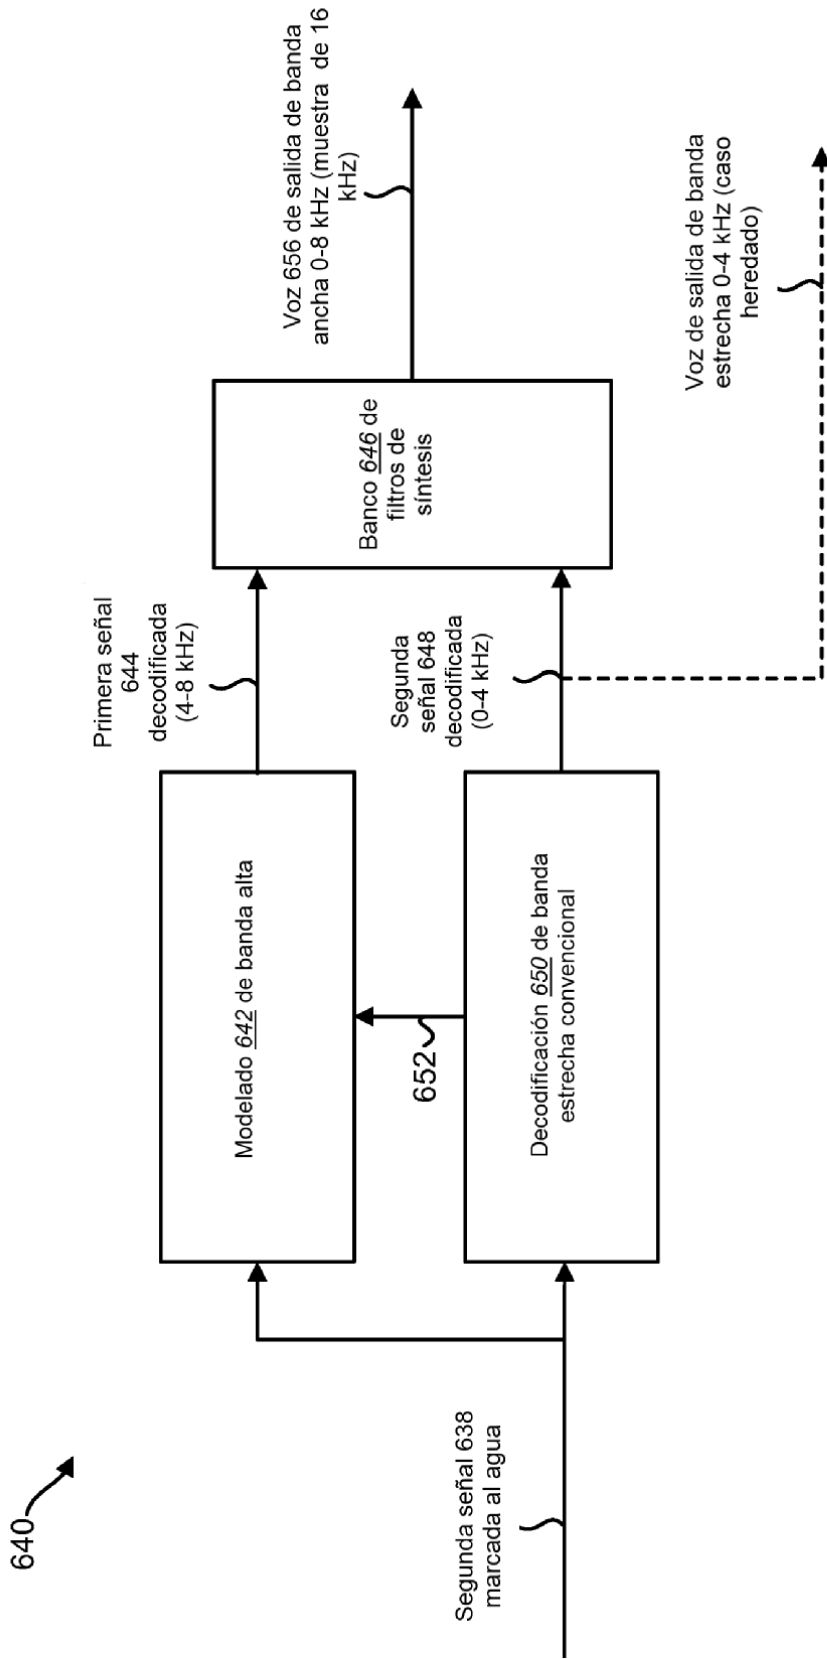 640
Segunda señal 638
marcada al agua
Modelado 642 de banda alta
652
Decodificación 650 de banda
estrecha convencional
Primera señal
644
decodificada
(4-8 kHz)
Segunda
señal 648
decodificada
(0-4 kHz)
Banco 646 de
filtros de
síntesis
Voz 656 de salida de banda
ancha 0-8 kHz (muestra de 16
kHz)
Voz de salida de banda
estrecha 0-4 kHz (caso
heredado)